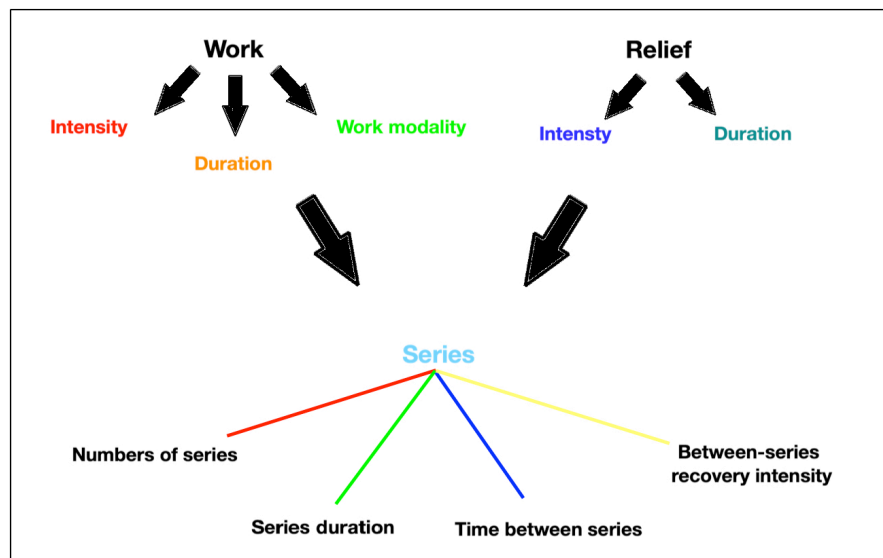 Work
Relief
Intensity
Work modality
Intensty
Duration
Duration
Series
Numbers of series
Between-series
recovery intensity
Series duration
Time between series